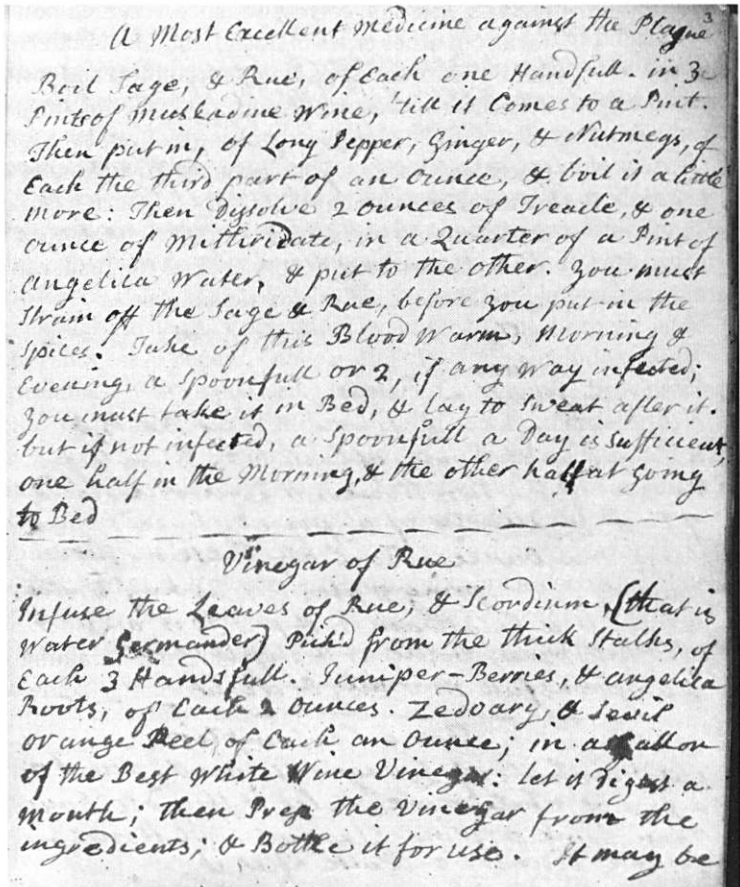 3
A Most Excellent Medicine against the Plague
Boil Sage, & Rue, of Each one Handfull. in 3
Pints of Muskadine Wine, 'till it Comes to a Pint.
Then put in, of Long Pepper, Ginger, & Nutmegs, of
Each the third part of an Ounce, & boil it a little
more: Then Dissolve 2 ounces of Treacle, & one
ounce of Mithridate, in a Quarter of a Pint of
Angelica Water, & put to the other. You must
Strain off the Sage & Rue, before you put in the
Spices. Take of this Blood Warm, Morning &
Evening, a Spoonfull or 2, if any way infected;
You must take it in Bed, & lay to Sweat after it.
but if not infected, a Spoonfull a Day is sufficient,
one half in the Morning, & the other half at going
to Bed
Vinegar of Rue
Infuse the Leaves of Rue, & Scordium, (that is
Water Germander) Pick'd from the thick Stalks, of
Each 3 Handsfull. Juniper-Berries, & Angelica
Roots, of Each 2 Ounces. Zedoary, & Sevil
Orange Peel, of Each an Ounce; in a Gallon
of the Best White Wine Vinegar: let it Digest a
Month; then Press the Vinegar from the
ingredients; & Bottle it for use. It may be